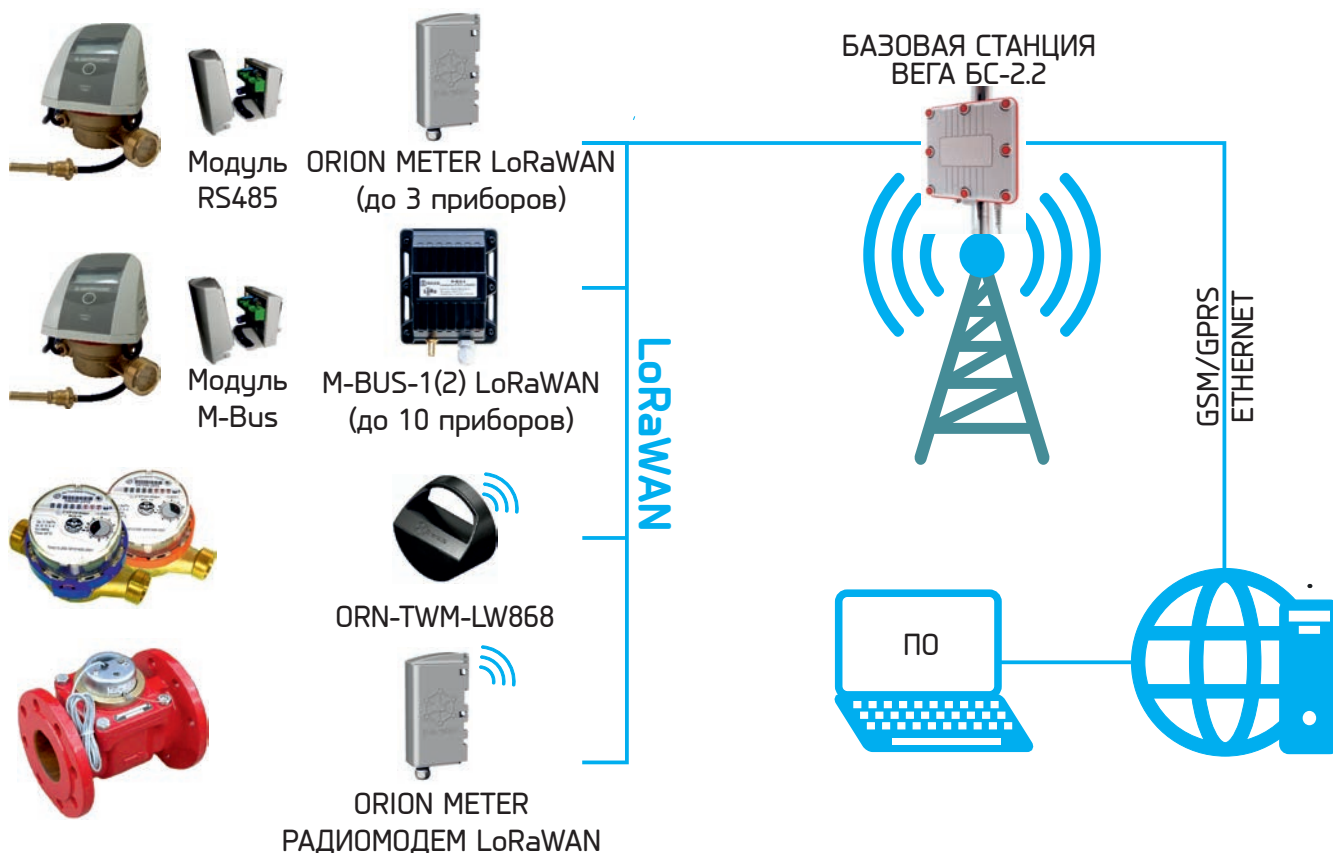 БАЗОВАЯ СТАНЦИЯ
ВЕГА БС-2.2
Модуль
RS485
ORION METER LoRaWAN
(до 3 приборов)
Модуль
M-Bus
M-BUS-1(2) LoRaWAN
(до 10 приборов)
LoRaWAN
GSM/GPRS
ETHERNET
ORN-TWM-LW868
ПО
ORION METER
РАДИОМОДЕМ LoRaWAN